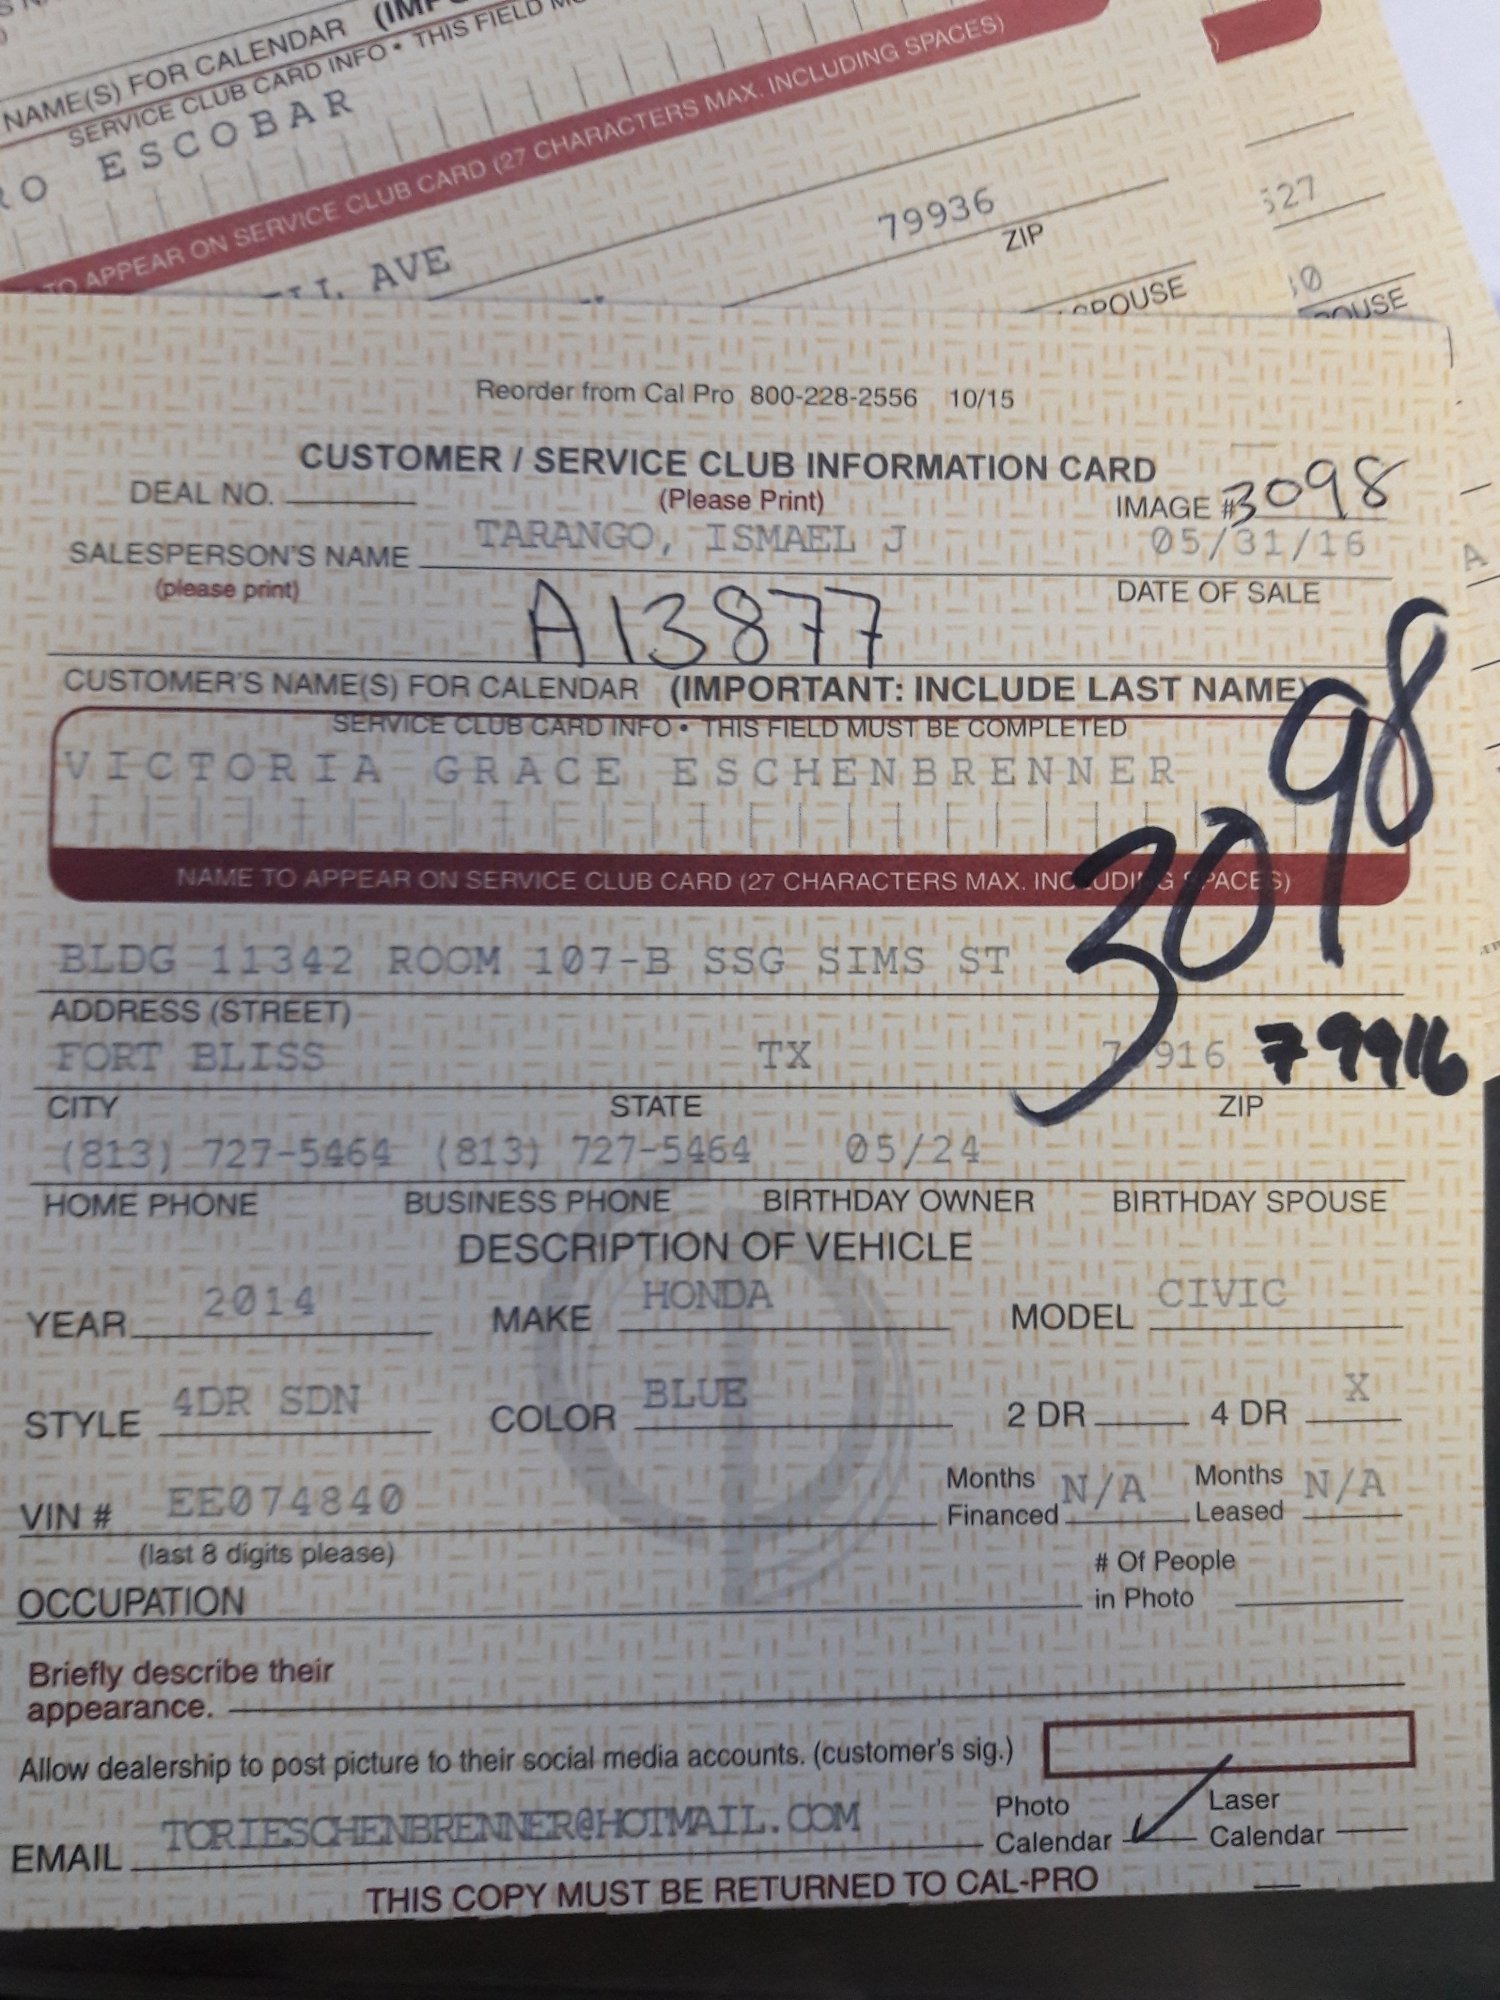 NAME(S) FOR CALENDAR (IMP
SERVICE CLUB CARD INFO • THIS FIELD
RO ESCOBAR
TO APPEAR ON SERVICE CLUB CARD (27 CHARACTERS MAX. INCLUDING SPACES)
AVE 79936
ZIP
SPOUSE
Reorder from Cal Pro 800-228-2556 10/15
CUSTOMER / SERVICE CLUB INFORMATION CARD
DEAL NO. (Please Print) IMAGE # 3098
SALESPERSON'S NAME TARANGO, ISMAEL J 05/31/16
(please print) DATE OF SALE
A13877
CUSTOMER'S NAME(S) FOR CALENDAR (IMPORTANT: INCLUDE LAST NAME)
SERVICE CLUB CARD INFO • THIS FIELD MUST BE COMPLETED
VICTORIA GRACE ESCHENBRENNER
3098
NAME TO APPEAR ON SERVICE CLUB CARD (27 CHARACTERS MAX. INCLUDING SPACES)
BLDG 11342 ROOM 107-B SSG SIMS ST
ADDRESS (STREET)
FORT BLISS TX 79916 79916
CITY STATE ZIP
(813) 727-5464 (813) 727-5464 05/24
HOME PHONE BUSINESS PHONE BIRTHDAY OWNER BIRTHDAY SPOUSE
DESCRIPTION OF VEHICLE
YEAR 2014 MAKE HONDA MODEL CIVIC
STYLE 4DR SDN COLOR BLUE 2 DR 4 DR X
VIN # EE074840 Months Financed N/A Months Leased N/A
(last 8 digits please)
OCCUPATION # Of People in Photo
Briefly describe their
appearance.
Allow dealership to post picture to their social media accounts. (customer's sig.)
EMAIL TORIESCHENBRENNER@HOTMAIL.COM Photo Calendar Laser Calendar
THIS COPY MUST BE RETURNED TO CAL-PRO